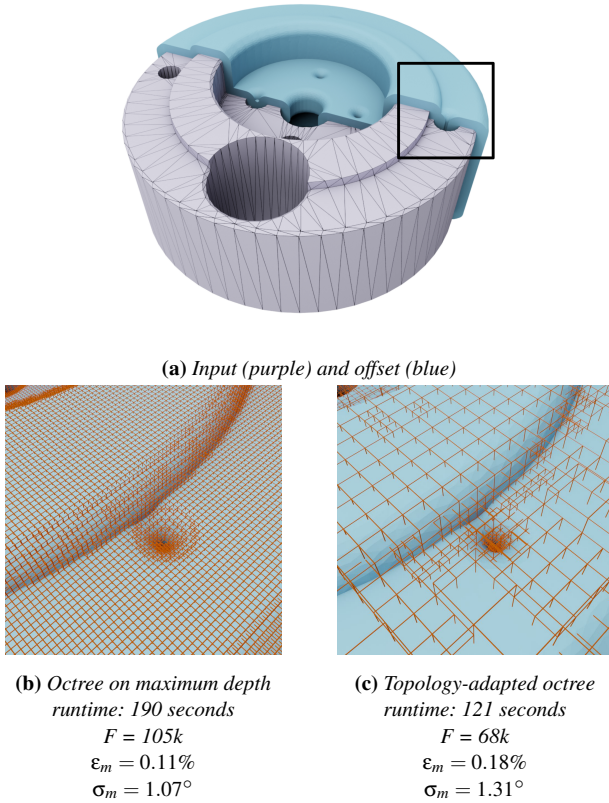 (a) Input (purple) and offset (blue)
(b) Octree on maximum depth
runtime: 190 seconds
F = 105k
ε_m = 0.11%
σ_m = 1.07°
(c) Topology-adapted octree
runtime: 121 seconds
F = 68k
ε_m = 0.18%
σ_m = 1.31°